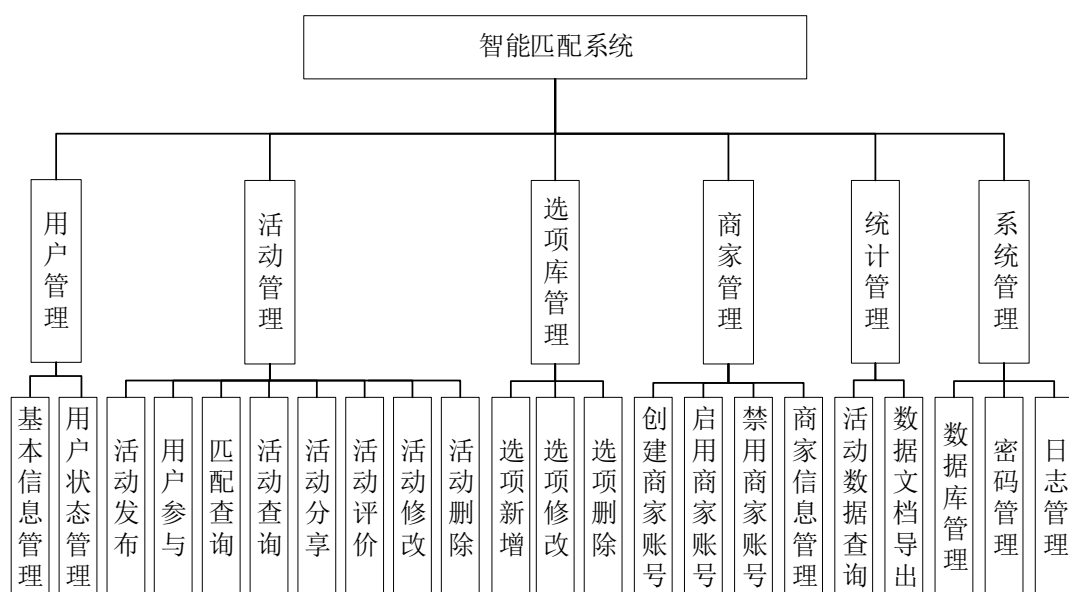 智能匹配系统
用户管理
活动管理
选项库管理
商家管理
统计管理
系统管理
基本信息管理
用户状态管理
活动发布
用户参与
匹配查询
活动查询
活动分享
活动评价
活动修改
活动删除
选项新增
选项修改
选项删除
创建商家账号
启用商家账号
禁用商家账号
商家信息管理
活动数据查询
数据文档导出
数据库管理
密码管理
日志管理